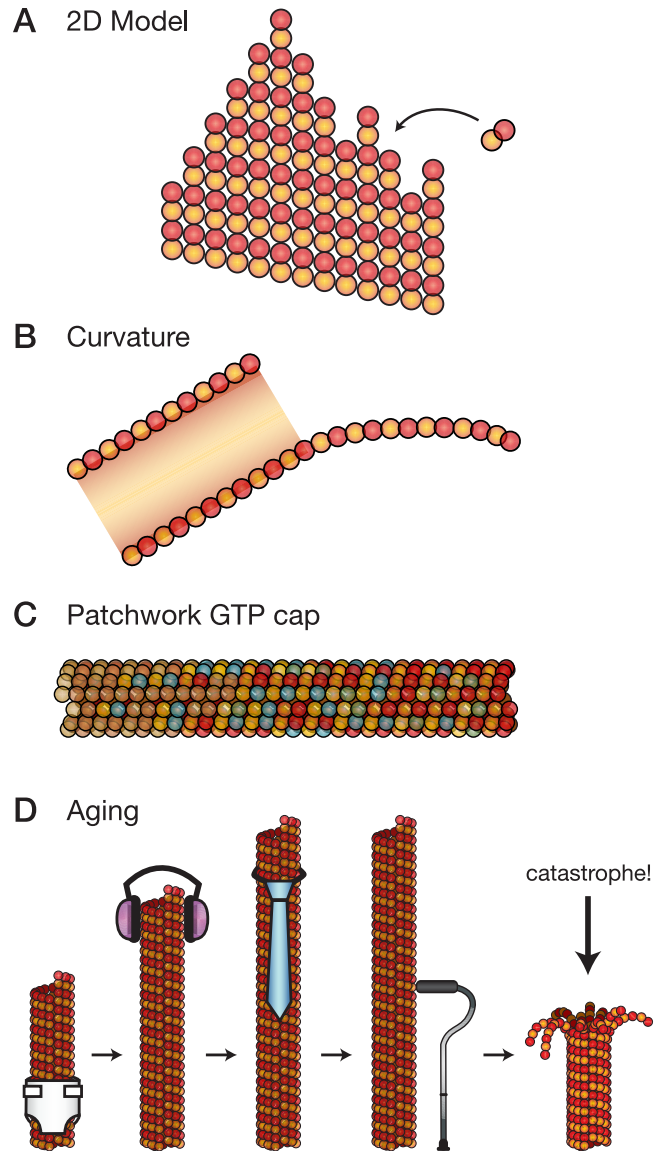 A 2D Model
B Curvature
C Patchwork GTP cap
D Aging
catastrophe!